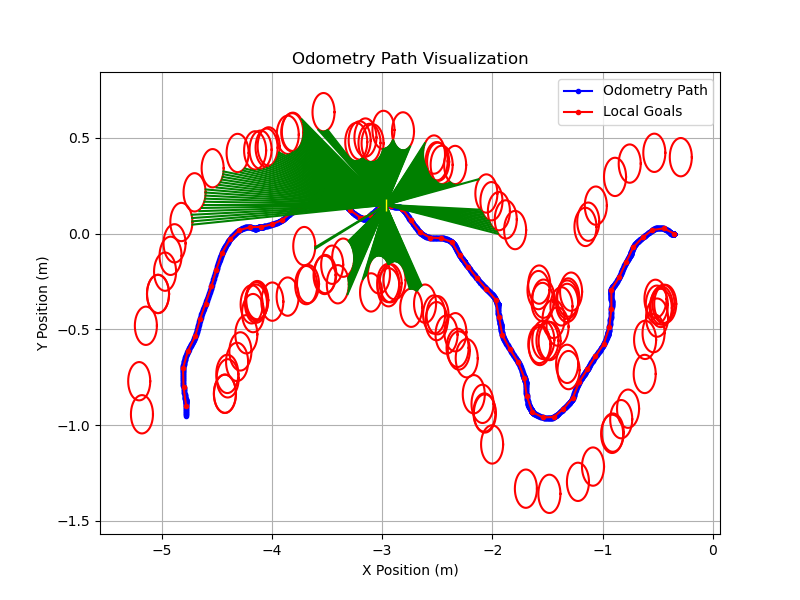 Odometry Path Visualization
Odometry Path
Local Goals
Y Position (m)
0.5
0.0
−0.5
−1.0
−1.5
−5
−4
−3
−2
−1
0
X Position (m)